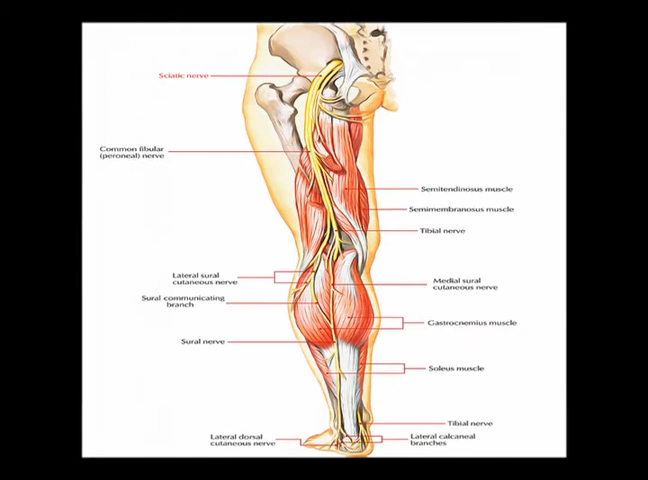 Sciatic nerve
Common fibular
(peroneal) nerve
Semitendinosus muscle
Semimembranosus muscle
Tibial nerve
Lateral sural
cutaneous nerve
Medial sural
cutaneous nerve
Sural communicating
branch
Gastrocnemius muscle
Sural nerve
Soleus muscle
Tibial nerve
Lateral dorsal
cutaneous nerve
Lateral calcaneal
branches